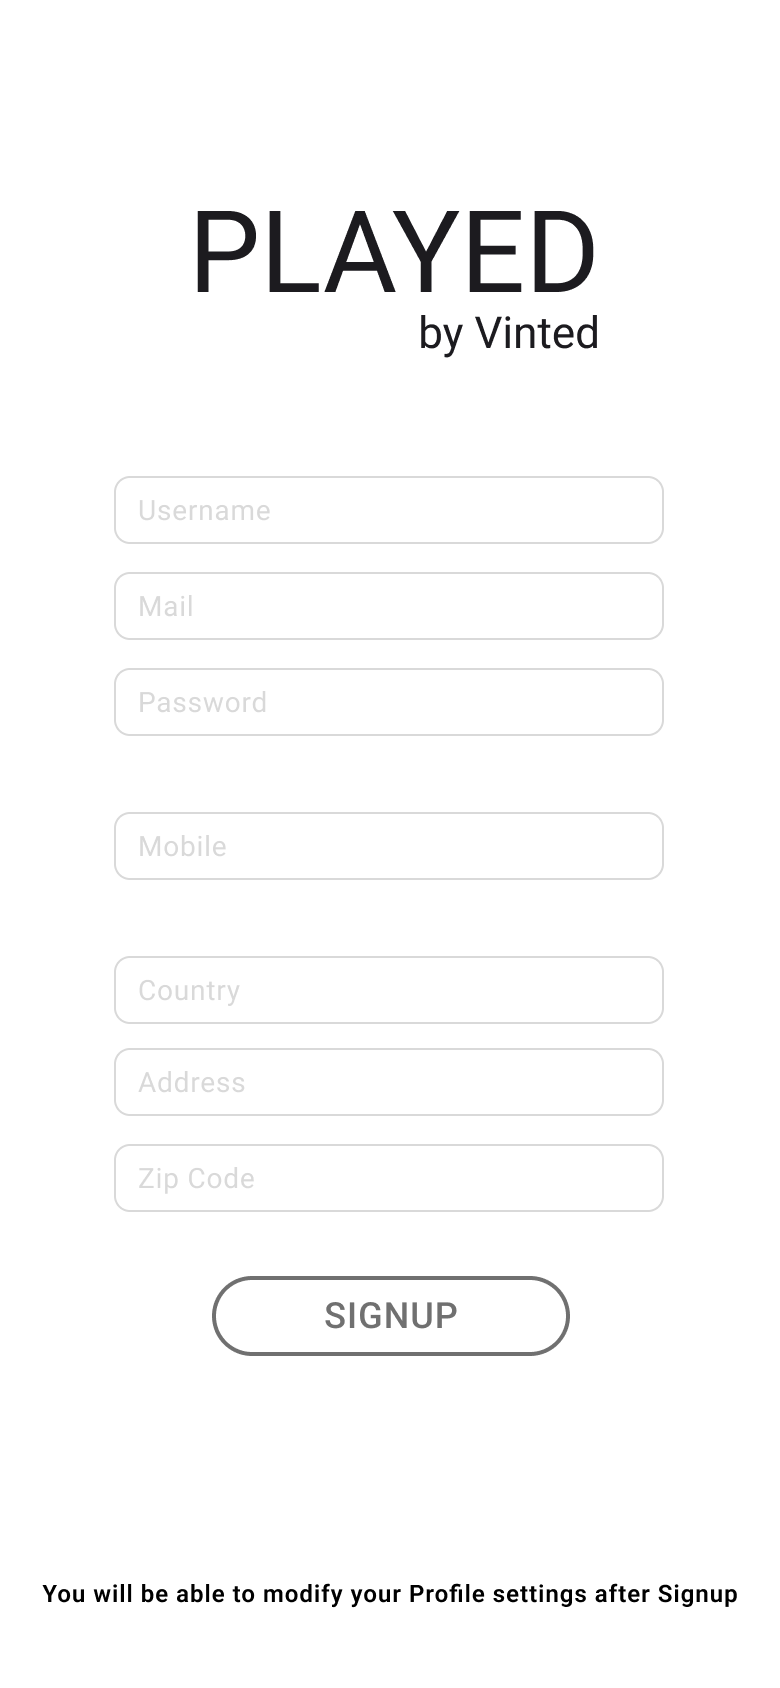 PLAYED
by Vinted
Username
Mail
Password
Mobile
Country
Address
Zip Code
SIGNUP
You will be able to modify your Profile settings after Signup